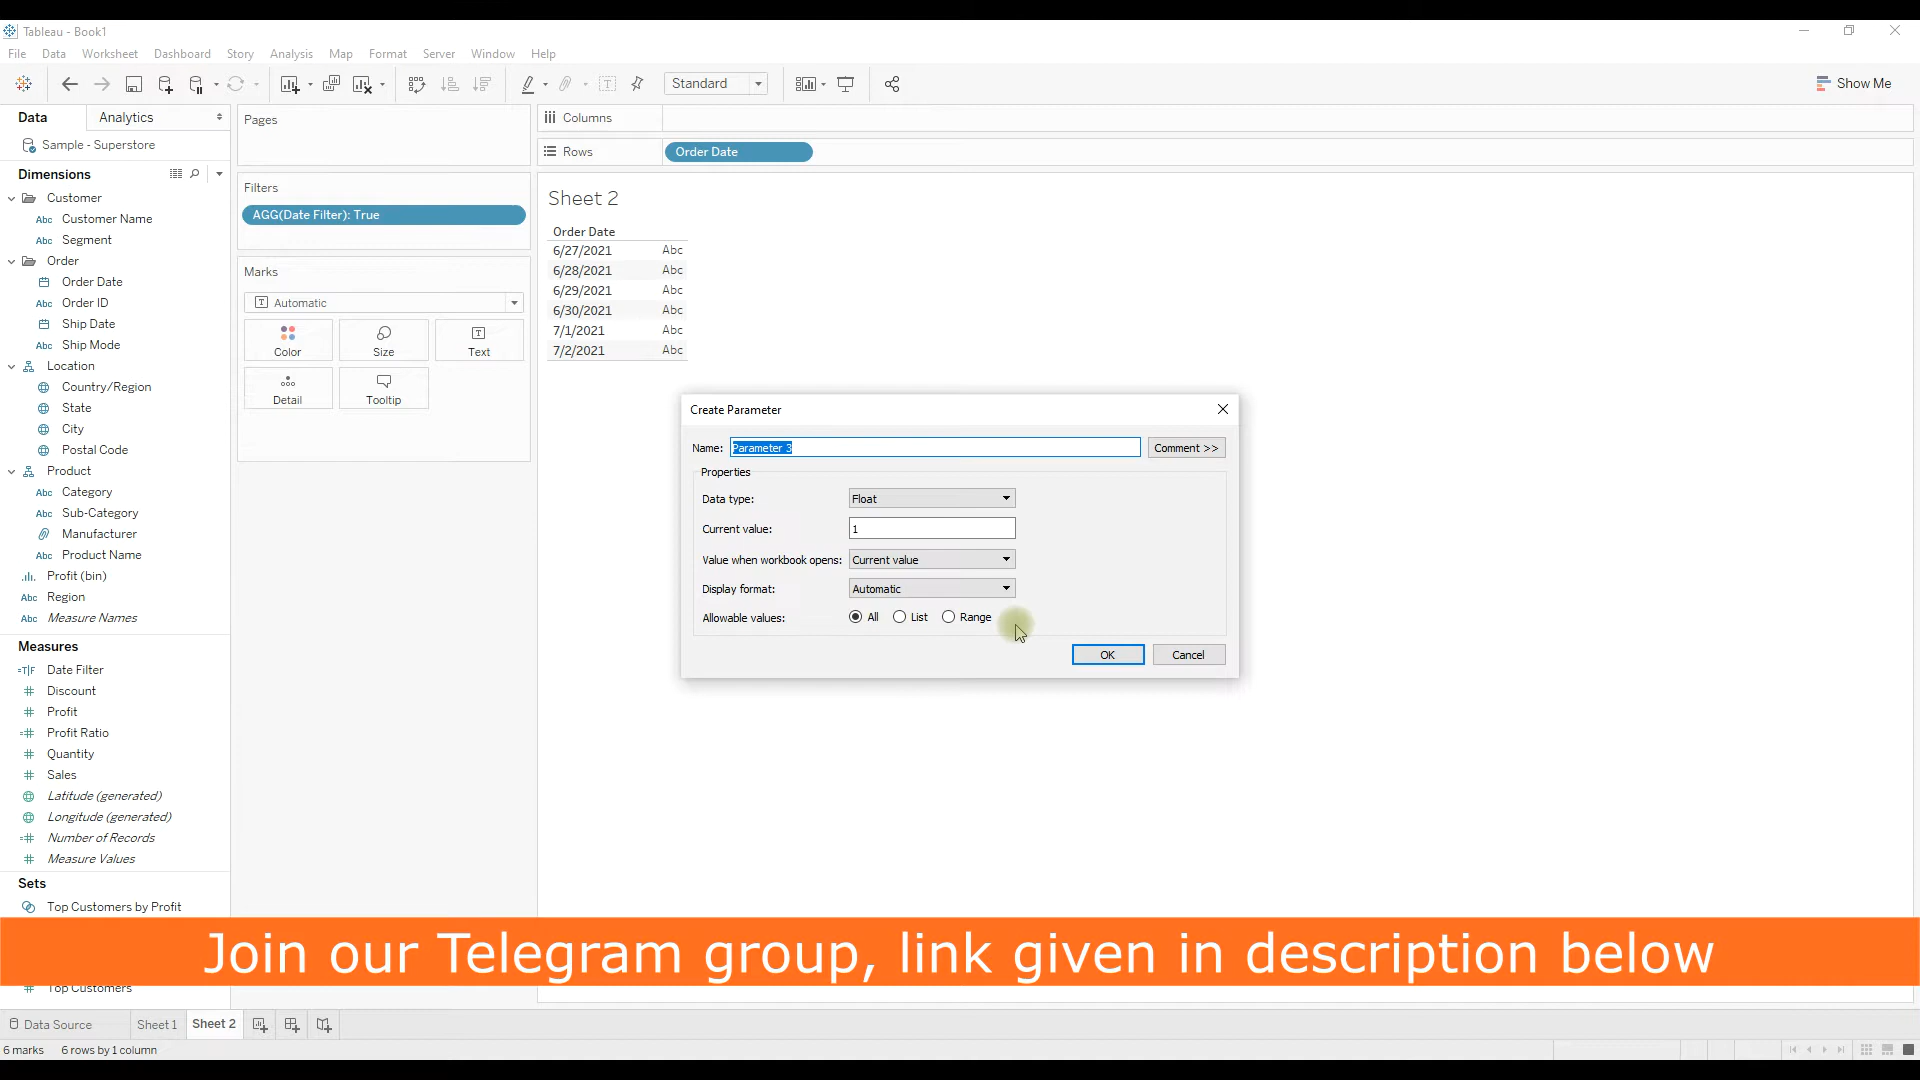 Tableau - Book1
File Data Worksheet Dashboard Story Analysis Map Format Server Window Help
Standard
Show Me
Data Analytics
Sample - Superstore
Dimensions
Customer
Abc Customer Name
Abc Segment
Order
Order Date
Abc Order ID
Ship Date
Abc Ship Mode
Location
Country/Region
State
City
Postal Code
Product
Abc Category
Abc Sub-Category
Manufacturer
Abc Product Name
Profit (bin)
Abc Region
Abc Measure Names
Measures
=T|F Date Filter
# Discount
# Profit
=# Profit Ratio
# Quantity
# Sales
Latitude (generated)
Longitude (generated)
=# Number of Records
# Measure Values
Sets
Top Customers by Profit
# Top Customers
Pages
Filters
AGG(Date Filter): True
Marks
T Automatic
Color Size T Text
Detail Tooltip
Columns
Rows Order Date
Sheet 2
Order Date
6/27/2021 Abc
6/28/2021 Abc
6/29/2021 Abc
6/30/2021 Abc
7/1/2021 Abc
7/2/2021 Abc
Create Parameter
Name: Parameter 3 Comment >>
Properties
Data type: Float
Current value: 1
Value when workbook opens: Current value
Display format: Automatic
Allowable values: All List Range
OK Cancel
Join our Telegram group, link given in description below
Data Source Sheet 1 Sheet 2
6 marks 6 rows by 1 column